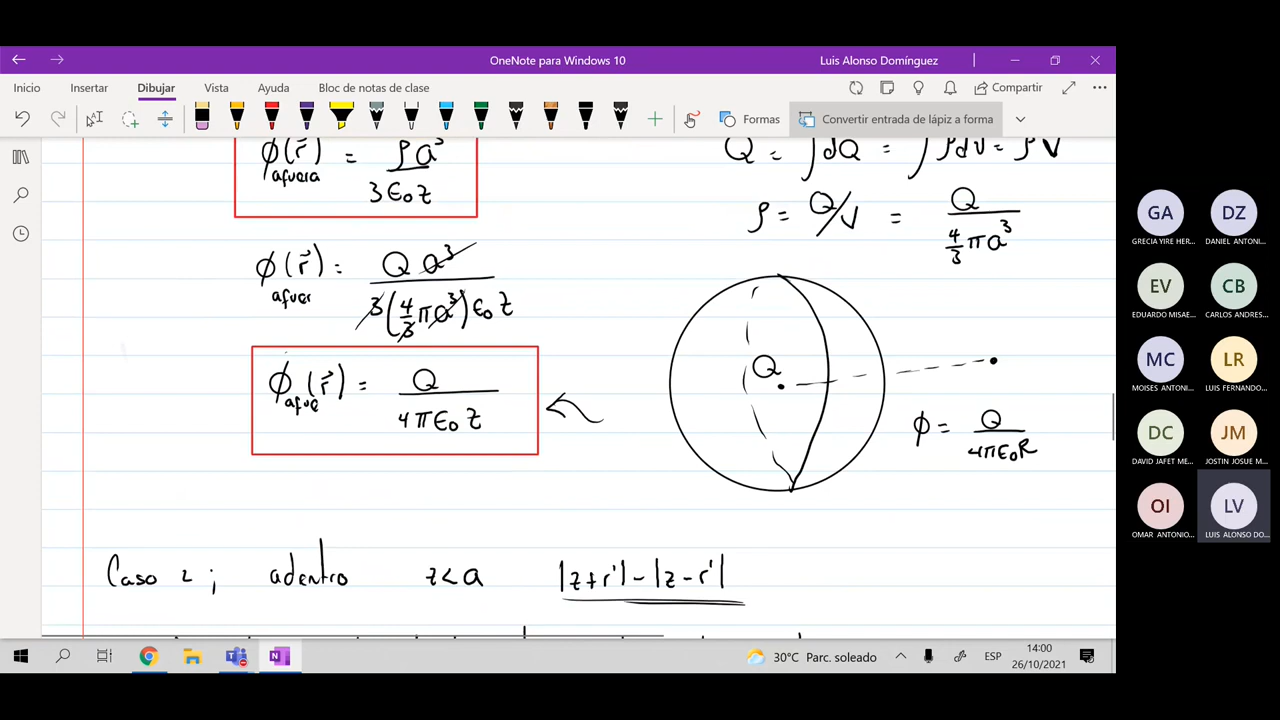 OneNote para Windows 10
Luis Alonso Domínguez
Inicio Insertar Dibujar Vista Ayuda Bloc de notas de clase
Compartir
Formas
Convertir entrada de lápiz a forma
ϕ(r⃗) afuera = ρa³ / 3ϵ₀z
Q = ∫dQ = ∫ρdv = ρV
ρ = Q/V = Q / (4/3 πa³)
ϕ(r⃗) afuer = Q a³ / 3(4/3 πa³)ϵ₀z
ϕ(r⃗) afue = Q / 4πϵ₀z
Q
ϕ = Q / 4πϵ₀R
Caso 2; adentro z<a |z+r'|-|z-r'|
GA
GRECIA YIRE HER...
DZ
DANIEL ANTONI...
EV
EDUARDO MISAE...
CB
CARLOS ANDRES...
MC
MOISES ANTONI...
LR
LUIS FERNANDO...
DC
DAVID JAFET ME...
JM
JOSTIN JOSUE M...
OI
OMAR ANTONIO...
LV
LUIS ALONSO DO...
30°C Parc. soleado
ESP
14:00
26/10/2021